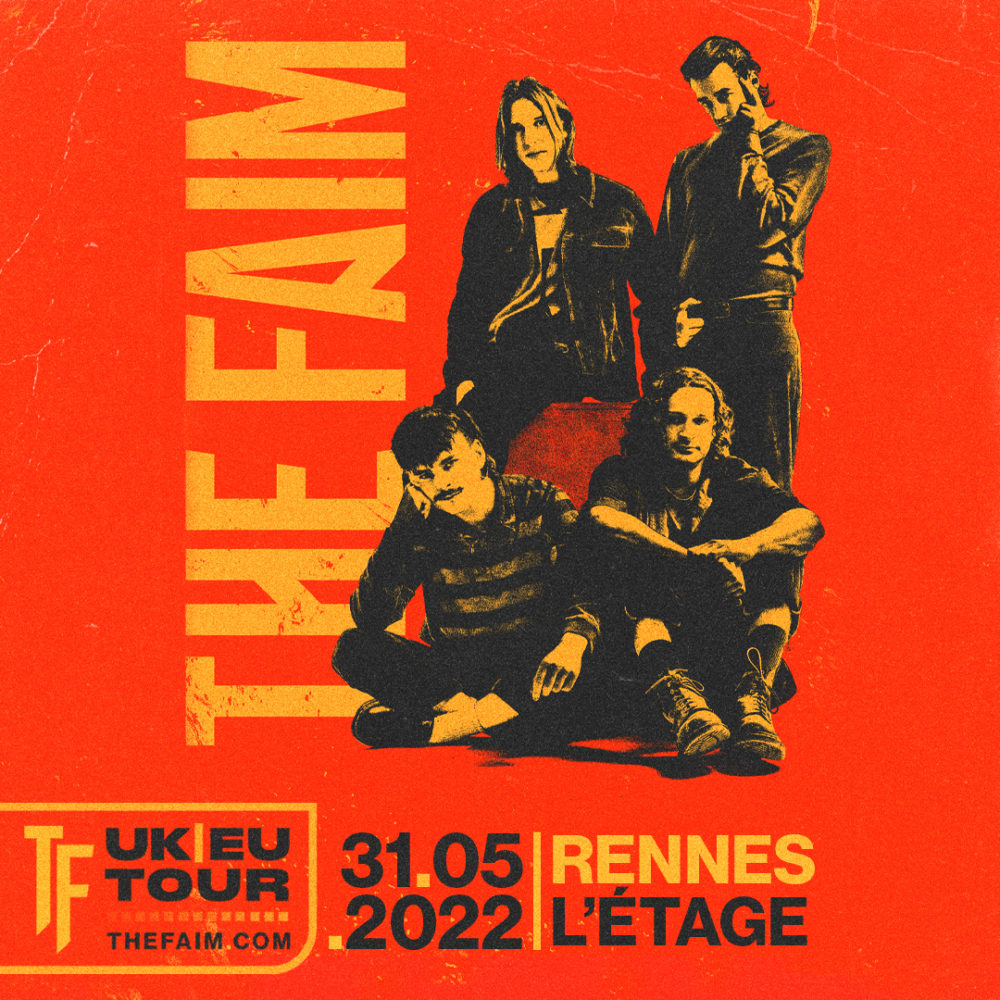 THE FAIM
TF
UK|EU
TOUR
THEFAIM.COM
31.05
.2022
RENNES
L'ÉTAGE